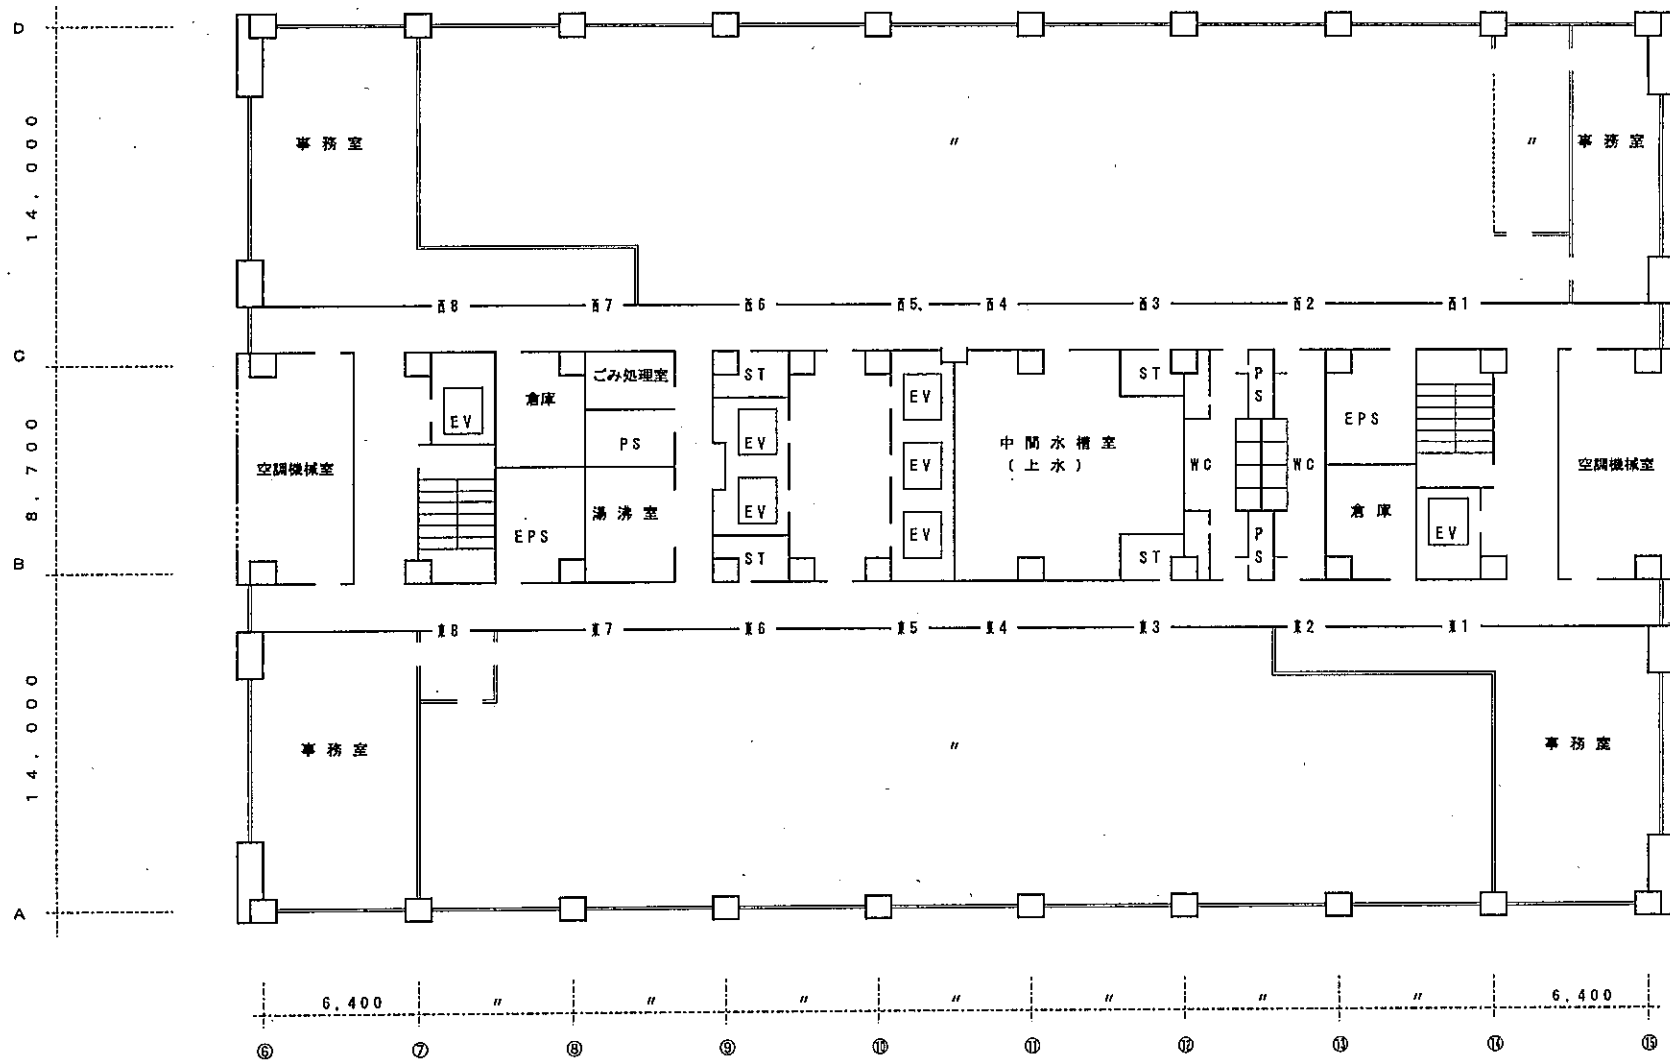 D
14,000
事務室
〃
〃
事務室
西8
西7
西6
西5
西4
西3
西2
西1
C
8,700
EV
倉庫
ごみ処理室
PS
ST
EV
EV
ST
EV
EV
EV
中間水槽室
(上水)
ST
ST
WC
PS
PS
WC
EPS
倉庫
EV
空調機械室
空調機械室
EPS
湯沸室
B
東8
東7
東6
東5
東4
東3
東2
東1
14,000
事務室
〃
事務室
A
6,400
〃
〃
〃
〃
〃
〃
〃
6,400
⑥
⑦
⑧
⑨
⑩
⑪
⑫
⑬
⑭
⑮